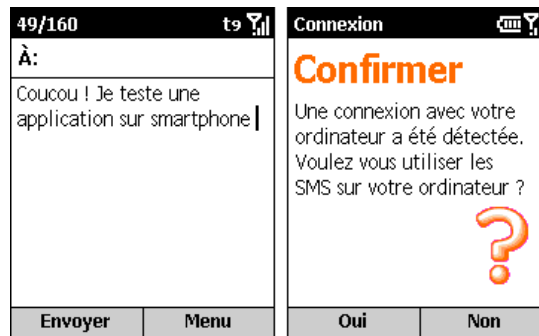 49/160 t9
À:
Coucou ! Je teste une
application sur smartphone
Envoyer Menu
Connexion
Confirmer
Une connexion avec votre
ordinateur a été détectée.
Voulez vous utiliser les
SMS sur votre ordinateur ?
?
Oui Non